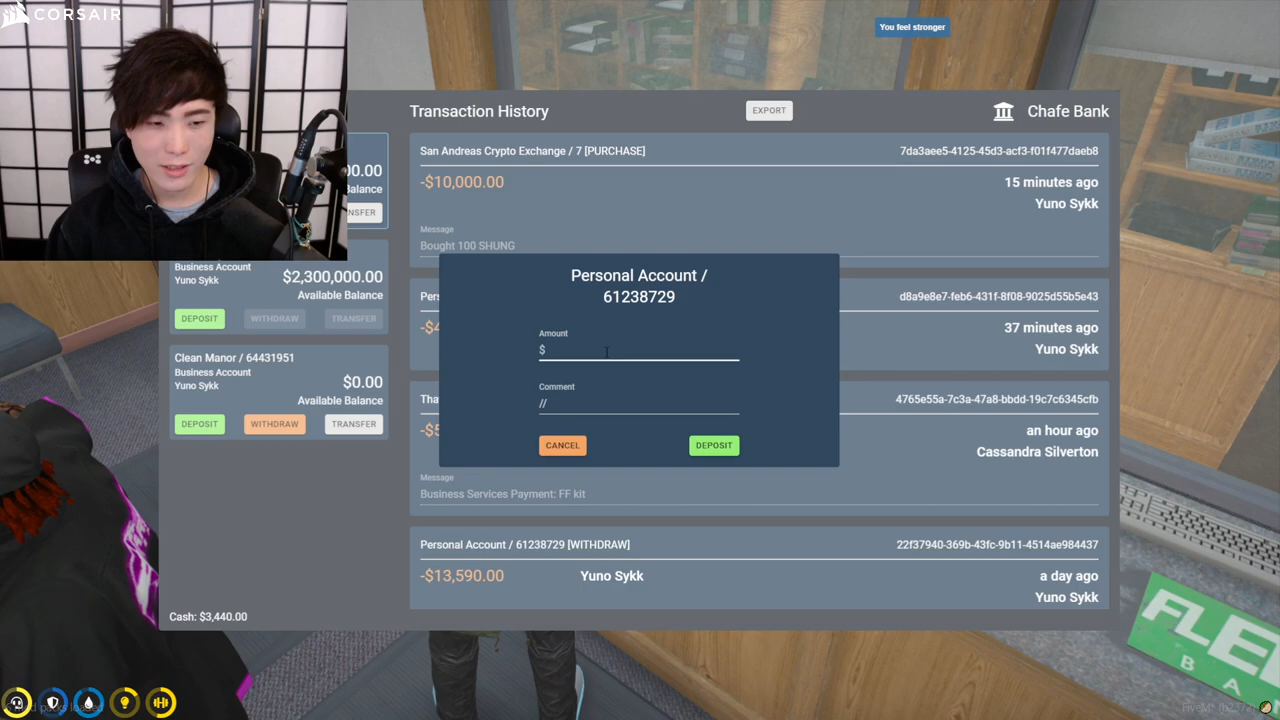 CORSAIR
You feel stronger
Transaction History
EXPORT
Chafe Bank
San Andreas Crypto Exchange / 7 [PURCHASE]
7da3aee5-4125-45d3-acf3-f01f477daeb8
-$10,000.00
15 minutes ago
Yuno Sykk
Message
Bought 100 SHUNG
Business Account
Yuno Sykk
$2,300,000.00
Available Balance
DEPOSIT
WITHDRAW
TRANSFER
Clean Manor / 64431951
Business Account
Yuno Sykk
$0.00
Available Balance
DEPOSIT
WITHDRAW
TRANSFER
Personal Account /
61238729
Amount
$
Comment
//
CANCEL
DEPOSIT
d8a9e8e7-feb6-431f-8f08-9025d55b5e43
37 minutes ago
Yuno Sykk
4765e55a-7c3a-47a8-bbdd-19c7c6345cfb
an hour ago
Cassandra Silverton
Message
Business Services Payment: FF kit
Personal Account / 61238729 [WITHDRAW]
22f37940-369b-43fc-9b11-4514ae984437
-$13,590.00
Yuno Sykk
a day ago
Yuno Sykk
Cash: $3,440.00